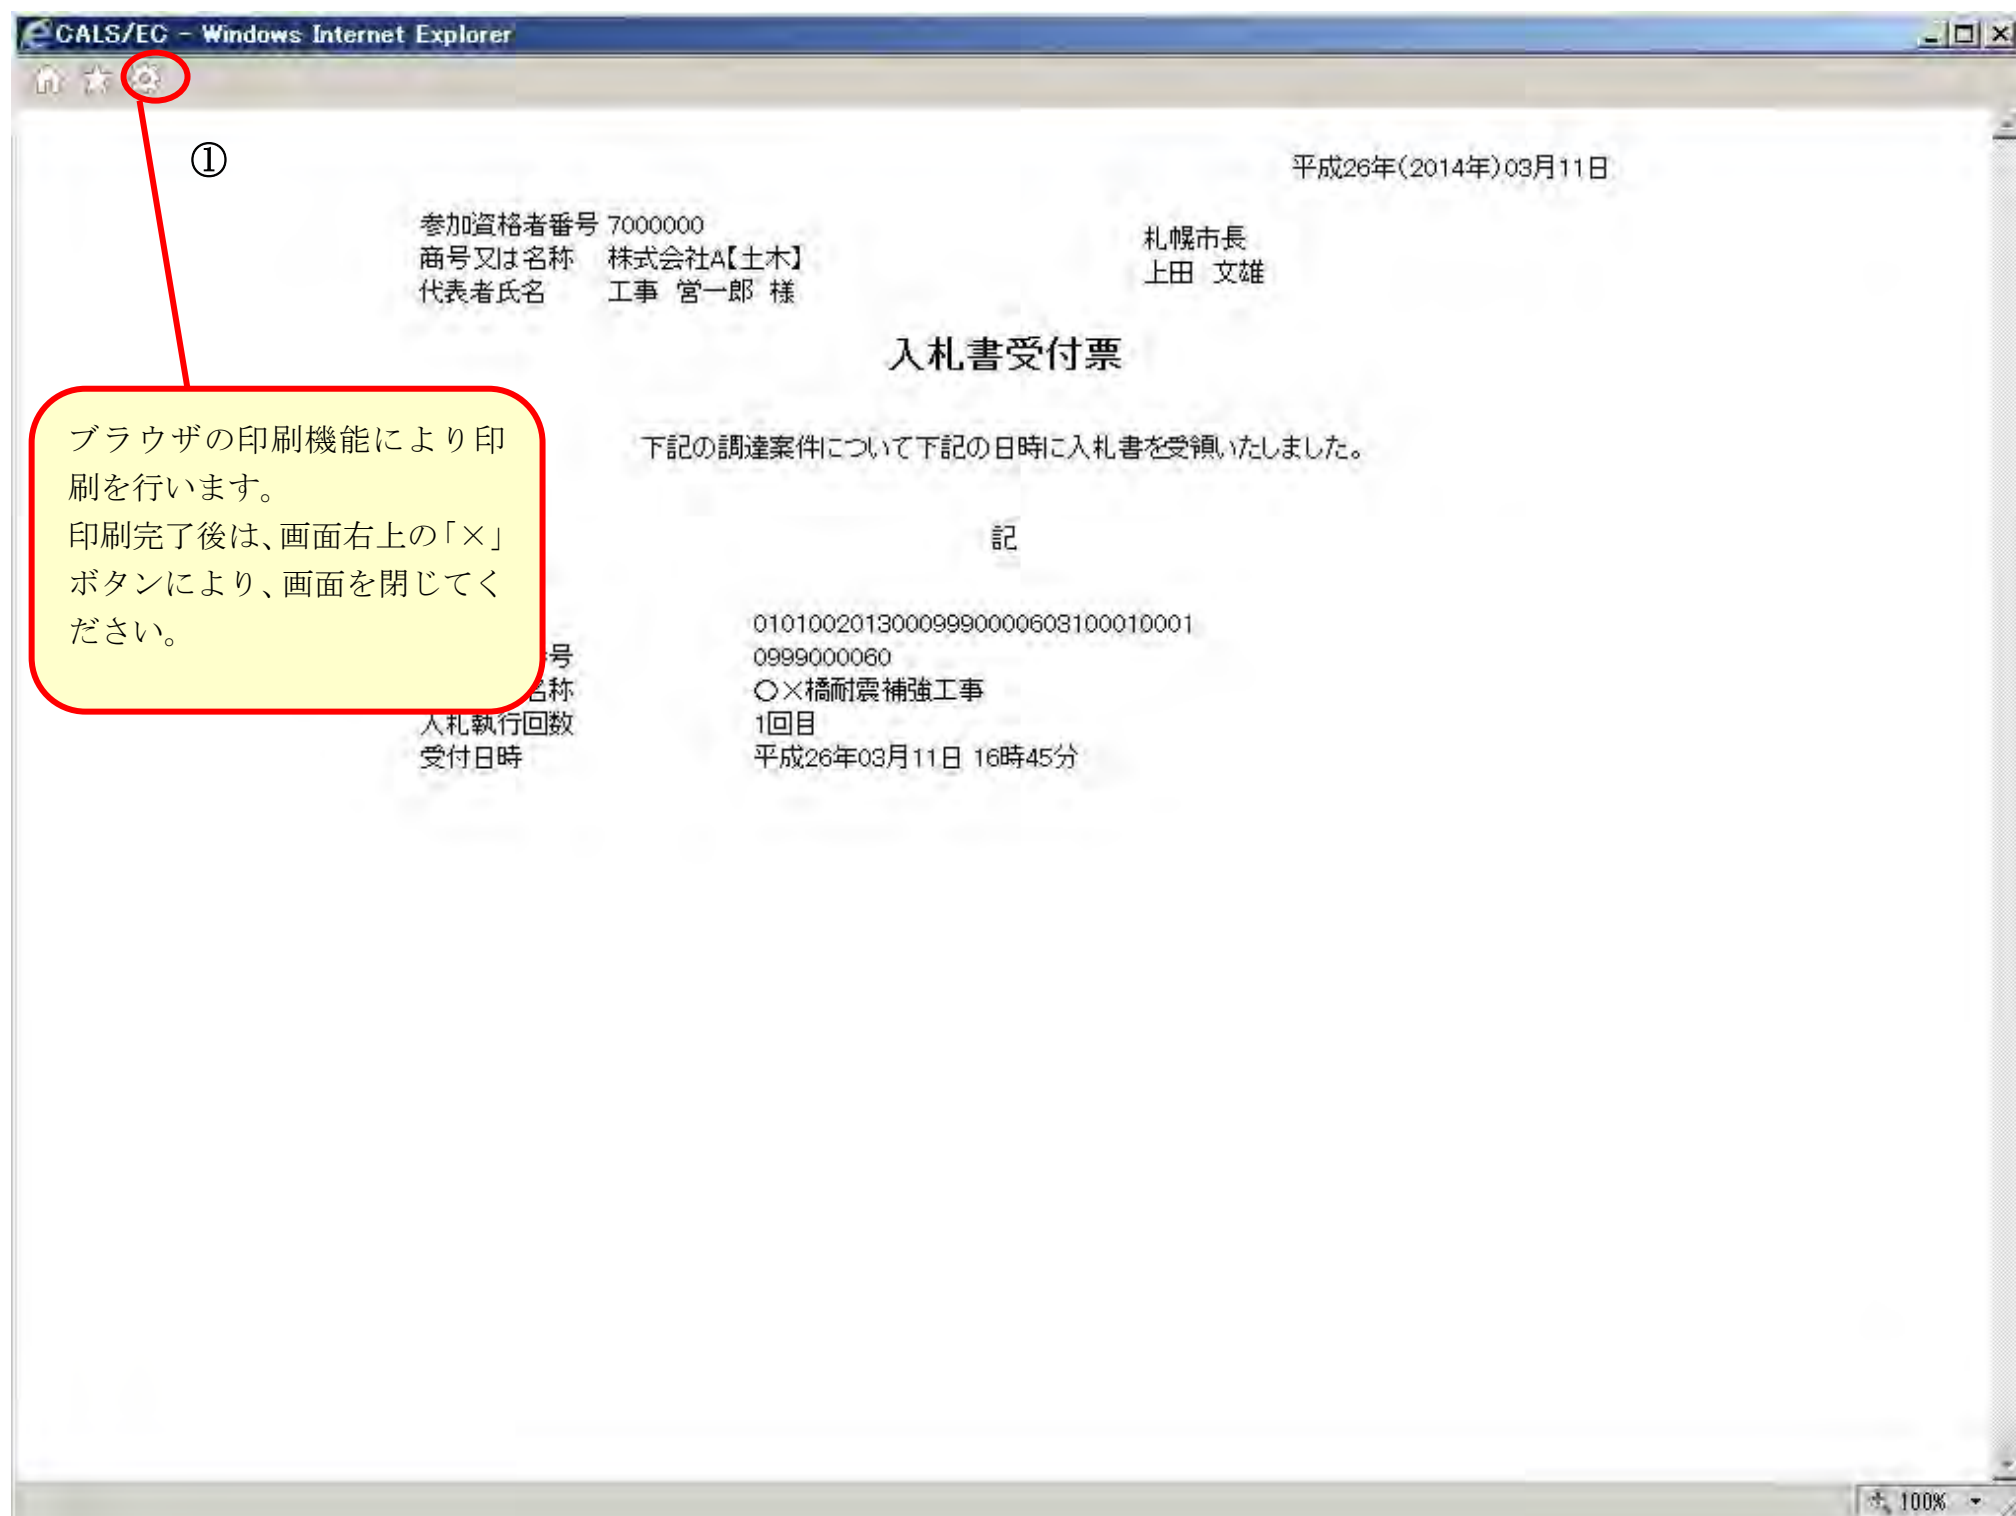 CALS/EC - Windows Internet Explorer
①
平成26年(2014年)03月11日
参加資格者番号 7000000
商号又は名称 株式会社A【土木】
代表者氏名 工事 営一郎 様
札幌市長
上田 文雄
入札書受付票
下記の調達案件について下記の日時に入札書を受領いたしました。
記
ブラウザの印刷機能により印
刷を行います。
印刷完了後は、画面右上の「×」
ボタンにより、画面を閉じてく
ださい。
0101002013000999000060310001​0001
号 0999000060
名称 ○×橋耐震補強工事
入札執行回数 1回目
受付日時 平成26年03月11日 16時45分
100%